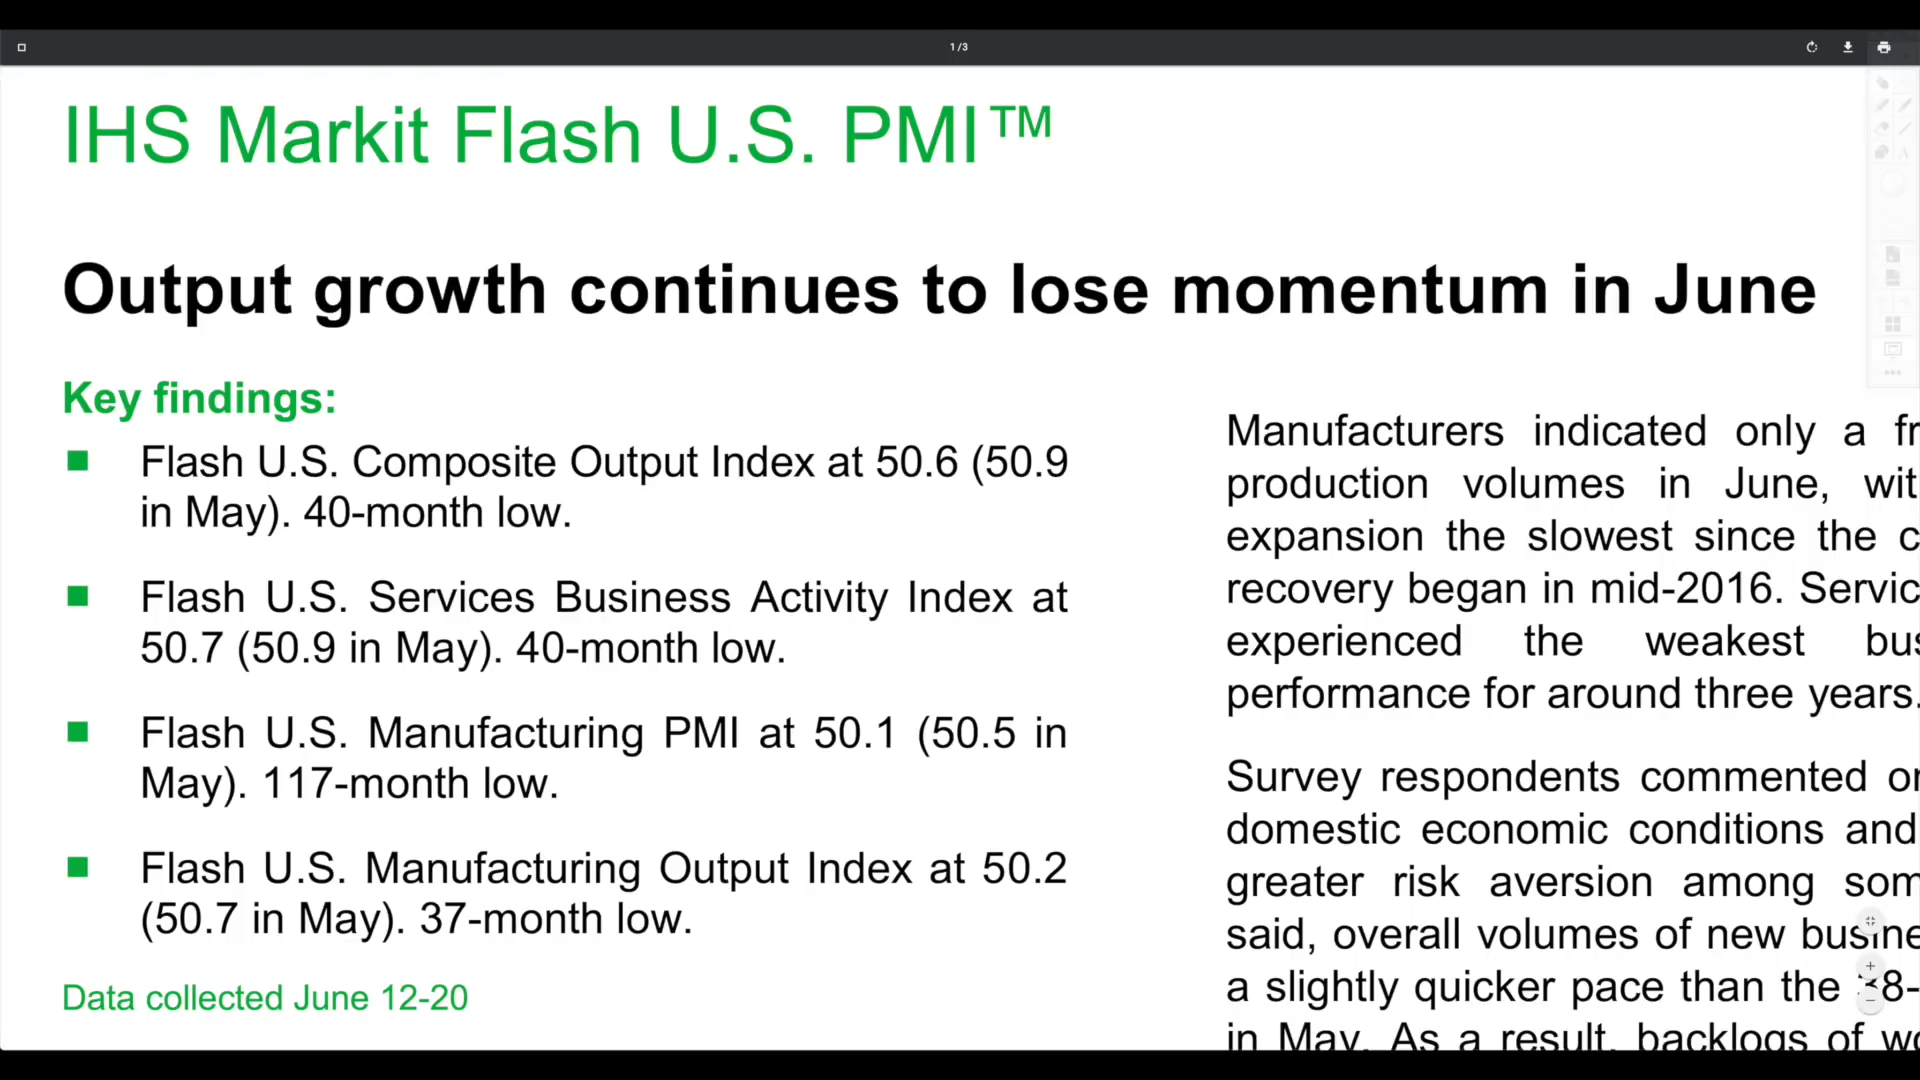 1 / 3
IHS Markit Flash U.S. PMI™
Output growth continues to lose momentum in June
Key findings:
Flash U.S. Composite Output Index at 50.6 (50.9
in May). 40-month low.
Flash U.S. Services Business Activity Index at
50.7 (50.9 in May). 40-month low.
Flash U.S. Manufacturing PMI at 50.1 (50.5 in
May). 117-month low.
Flash U.S. Manufacturing Output Index at 50.2
(50.7 in May). 37-month low.
Data collected June 12-20
Manufacturers indicated only a
production volumes in June,
expansion the slowest since the
recovery began in mid-2016.
experienced the weakest
performance for around three years.
Survey respondents commented
domestic economic conditions and
greater risk aversion among
said, overall volumes of new
a slightly quicker pace than the
in May. As a result, backlogs of